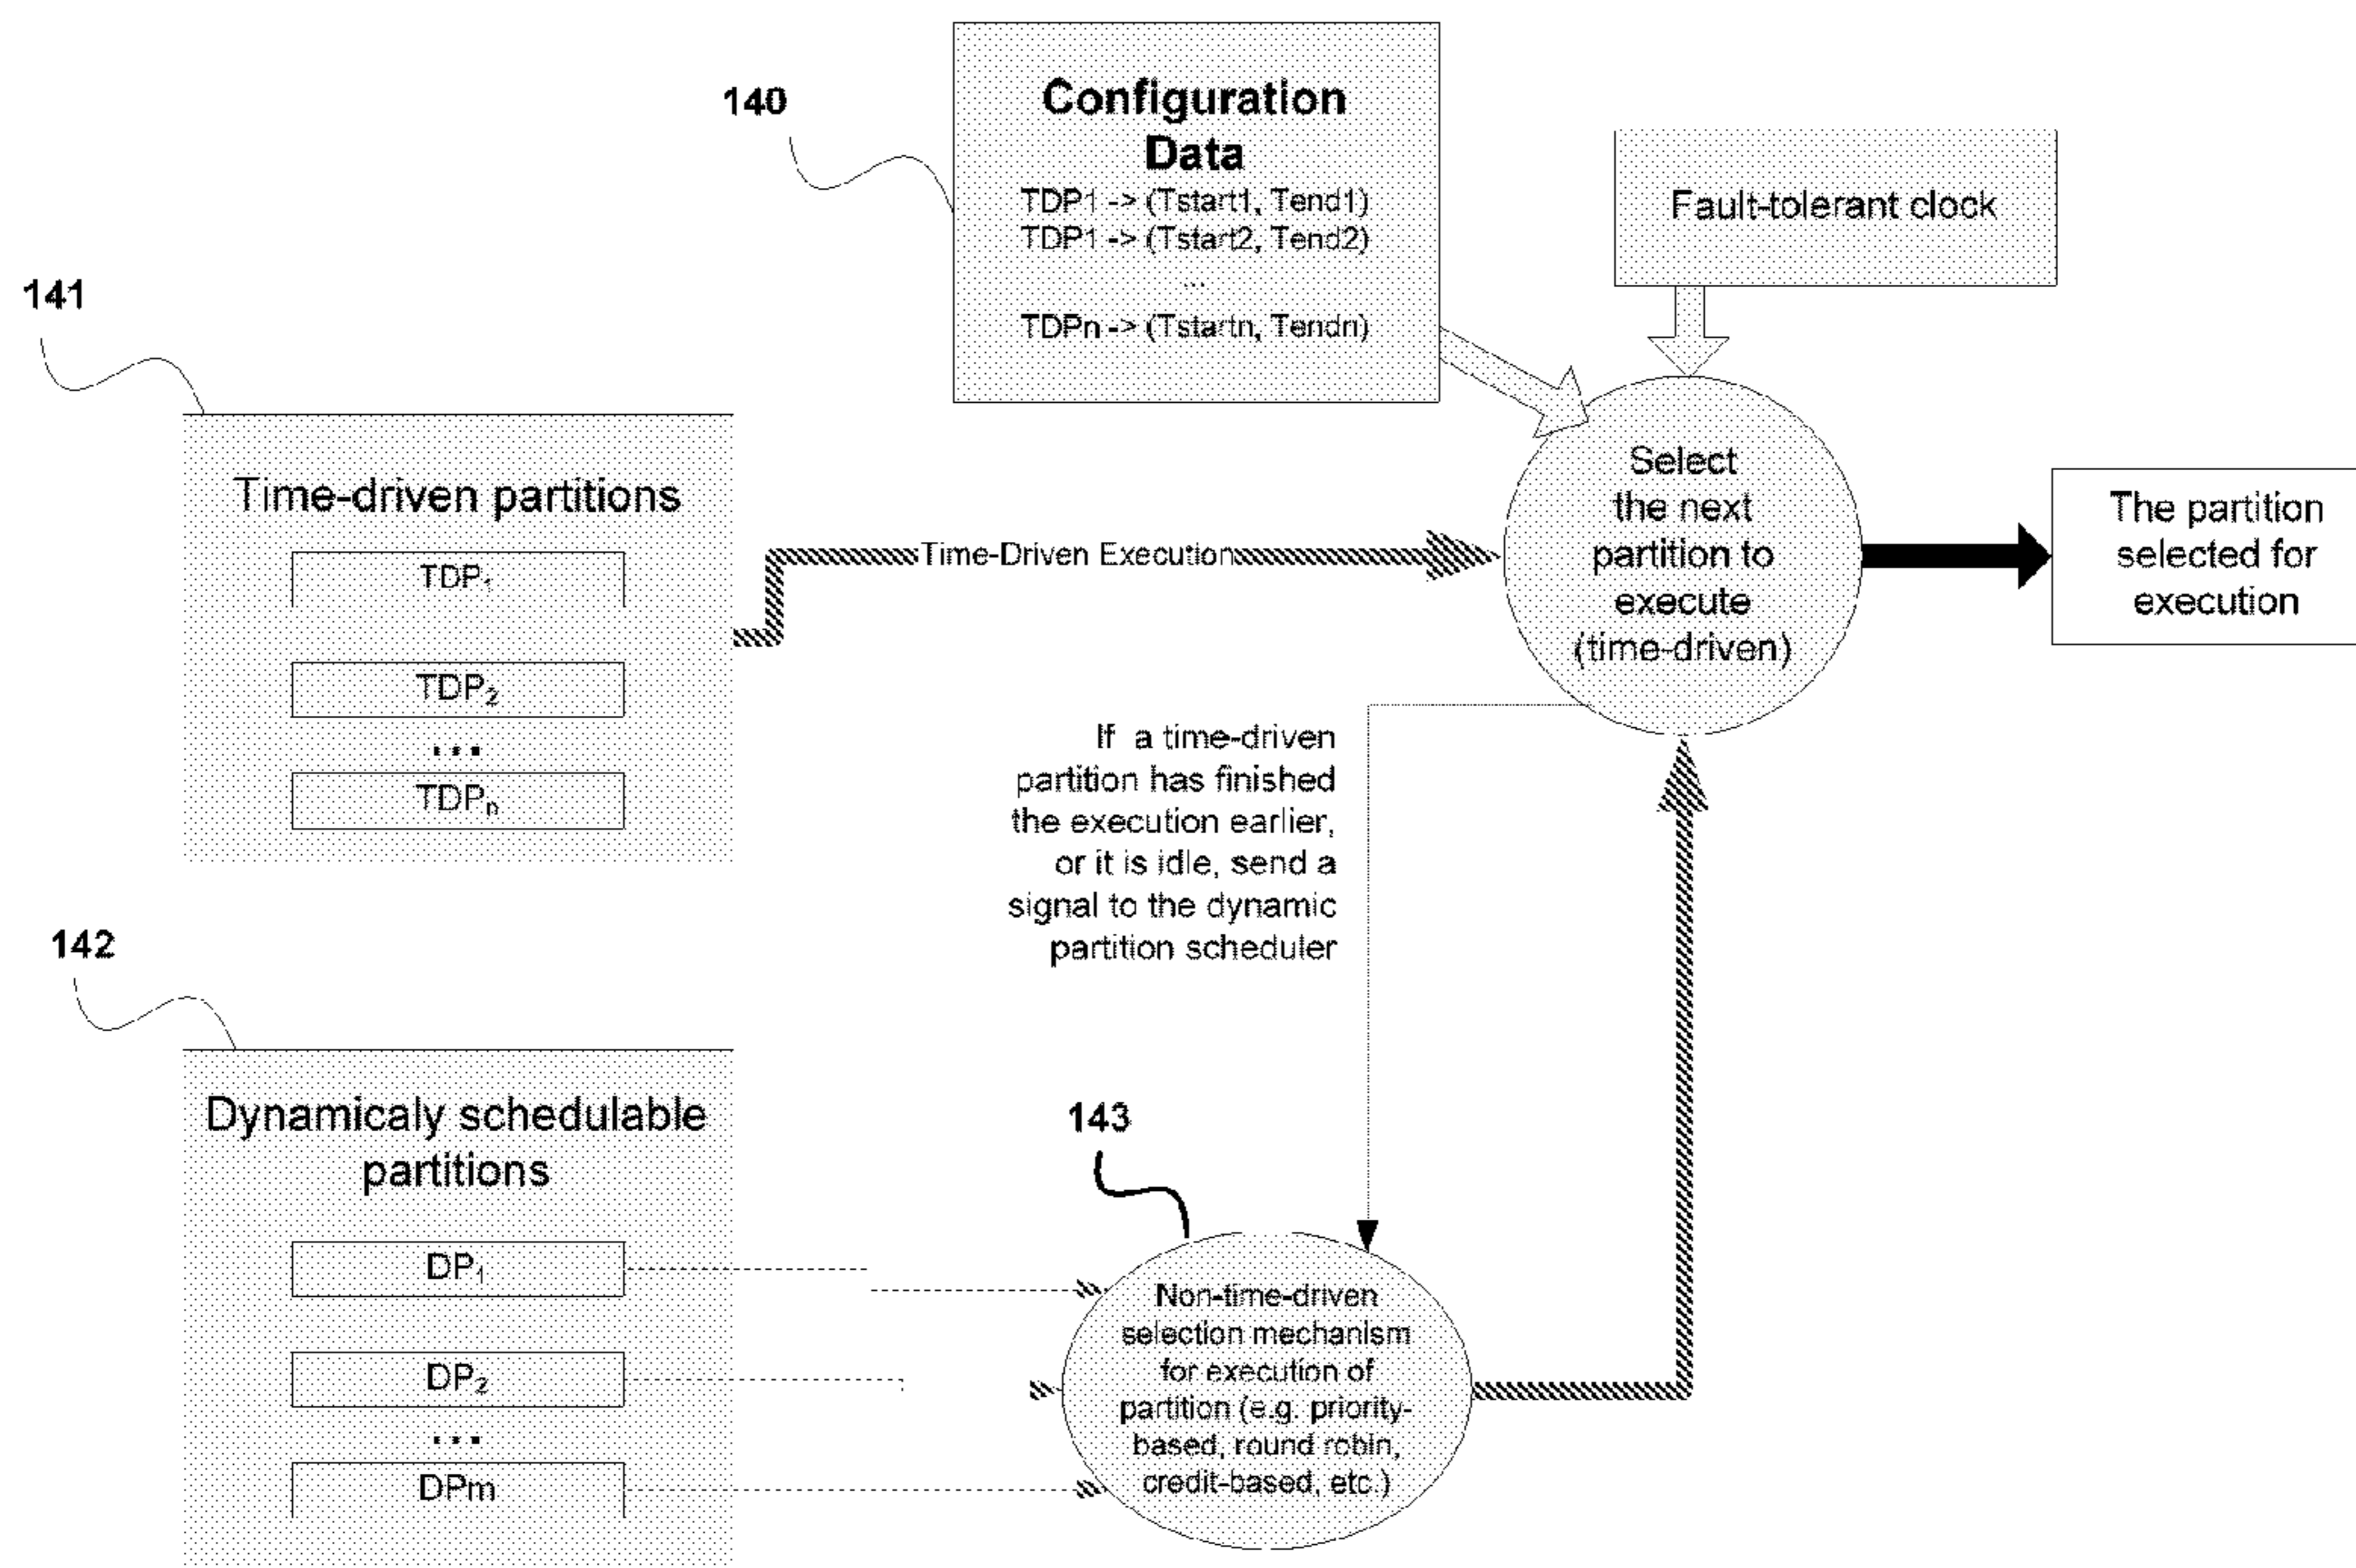 140
Configuration
Data
TDP1 -> (Tstart1, Tend1)
TDP1 -> (Tstart2, Tend2)
...
TDPn -> (Tstartn, Tendn)
Fault-tolerant clock
141
Time-driven partitions
TDP₁
TDP₂
...
TDPₙ
Time-Driven Execution
Select
the next
partition to
execute
(time-driven)
The partition
selected for
execution
If a time-driven
partition has finished
the execution earlier,
or it is idle, send a
signal to the dynamic
partition scheduler
142
Dynamicaly schedulable
partitions
DP₁
DP₂
...
DPm
143
Non-time-driven
selection mechanism
for execution of
partition (e.g. priority-
based, round robin,
credit-based, etc.)